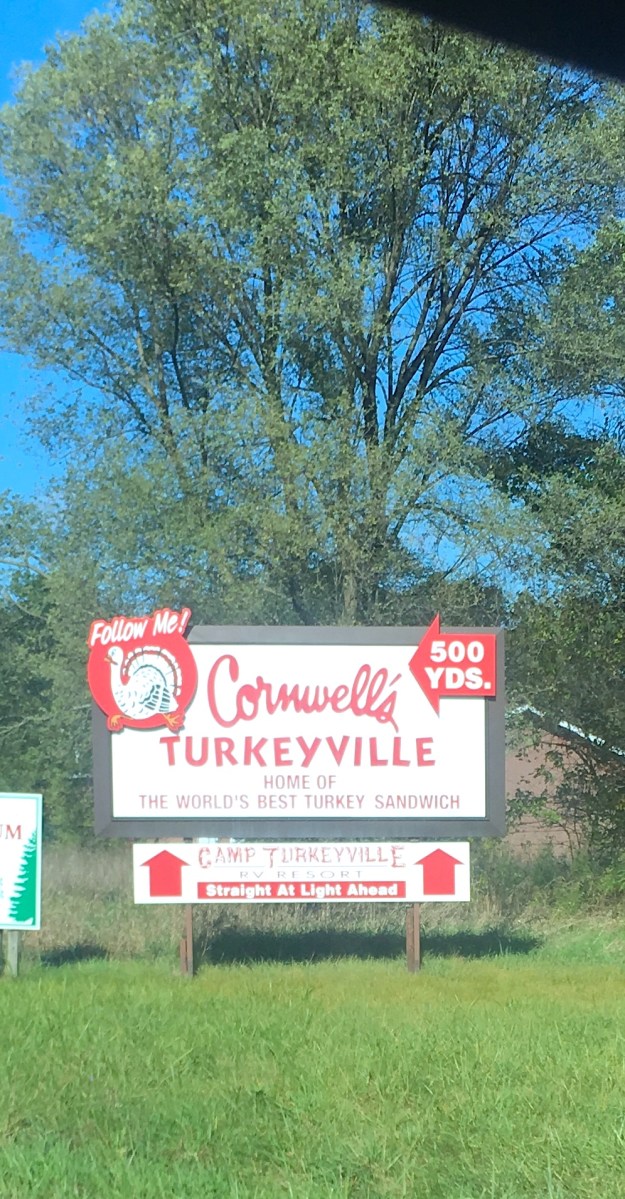 Follow Me!
500
YDS.
Cornwell's
TURKEYVILLE
HOME OF
THE WORLD'S BEST TURKEY SANDWICH
CAMP TURKEYVILLE
RV RESORT
Straight At Light Ahead